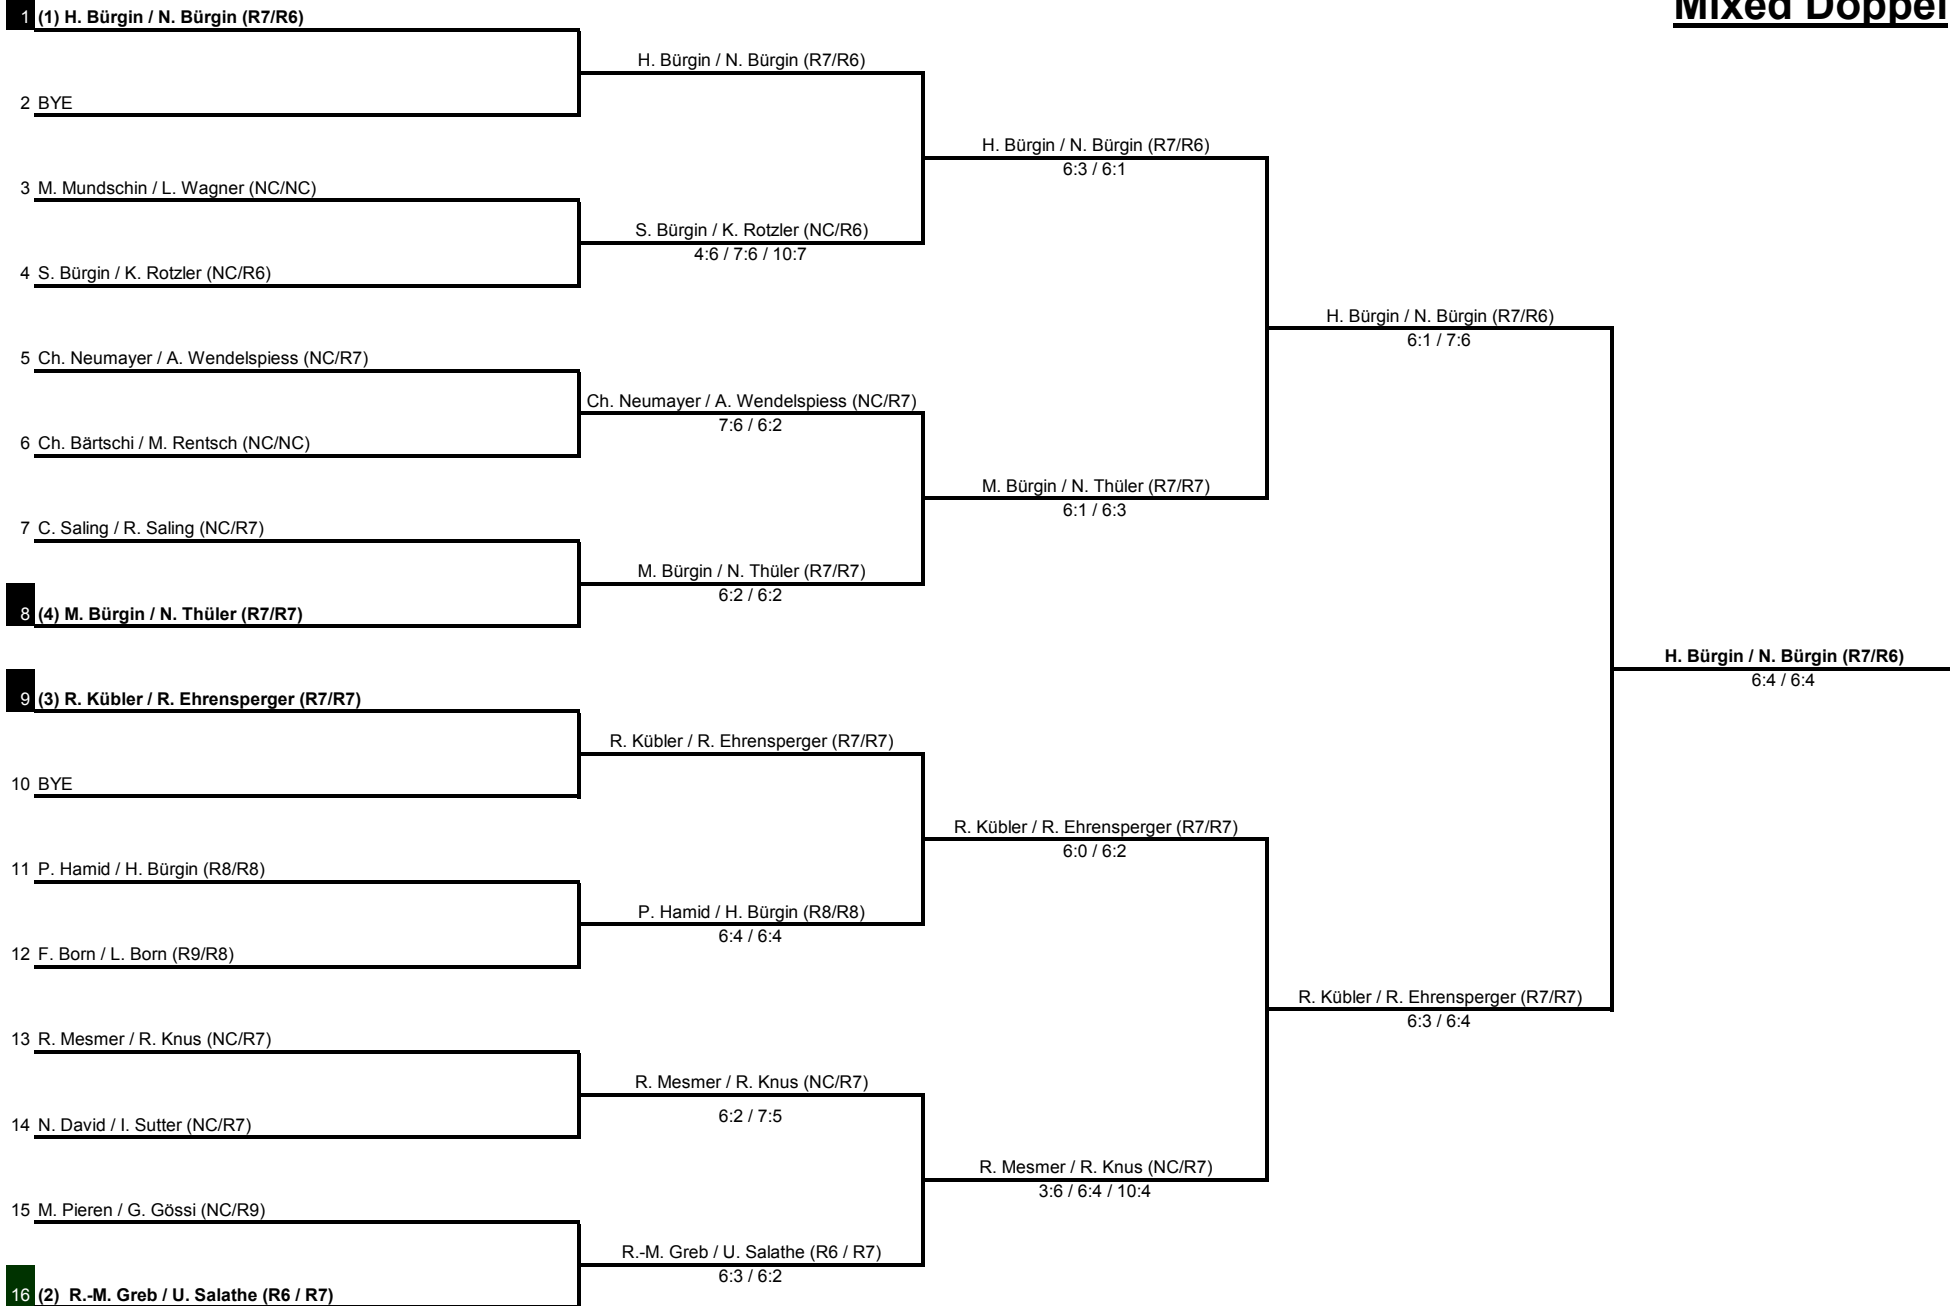 Mixed Doppel
1 (1) H. Bürgin / N. Bürgin (R7/R6)
H. Bürgin / N. Bürgin (R7/R6)
2 BYE
H. Bürgin / N. Bürgin (R7/R6)
6:3 / 6:1
3 M. Mundschin / L. Wagner (NC/NC)
S. Bürgin / K. Rotzler (NC/R6)
4:6 / 7:6 / 10:7
4 S. Bürgin / K. Rotzler (NC/R6)
H. Bürgin / N. Bürgin (R7/R6)
6:1 / 7:6
5 Ch. Neumayer / A. Wendelspiess (NC/R7)
Ch. Neumayer / A. Wendelspiess (NC/R7)
7:6 / 6:2
6 Ch. Bärtschi / M. Rentsch (NC/NC)
M. Bürgin / N. Thüler (R7/R7)
6:1 / 6:3
7 C. Saling / R. Saling (NC/R7)
M. Bürgin / N. Thüler (R7/R7)
6:2 / 6:2
8 (4) M. Bürgin / N. Thüler (R7/R7)
H. Bürgin / N. Bürgin (R7/R6)
6:4 / 6:4
9 (3) R. Kübler / R. Ehrensperger (R7/R7)
R. Kübler / R. Ehrensperger (R7/R7)
10 BYE
R. Kübler / R. Ehrensperger (R7/R7)
6:0 / 6:2
11 P. Hamid / H. Bürgin (R8/R8)
P. Hamid / H. Bürgin (R8/R8)
6:4 / 6:4
12 F. Born / L. Born (R9/R8)
R. Kübler / R. Ehrensperger (R7/R7)
6:3 / 6:4
13 R. Mesmer / R. Knus (NC/R7)
R. Mesmer / R. Knus (NC/R7)
6:2 / 7:5
14 N. David / I. Sutter (NC/R7)
R. Mesmer / R. Knus (NC/R7)
3:6 / 6:4 / 10:4
15 M. Pieren / G. Gössi (NC/R9)
R.-M. Greb / U. Salathe (R6 / R7)
6:3 / 6:2
16 (2) R.-M. Greb / U. Salathe (R6 / R7)